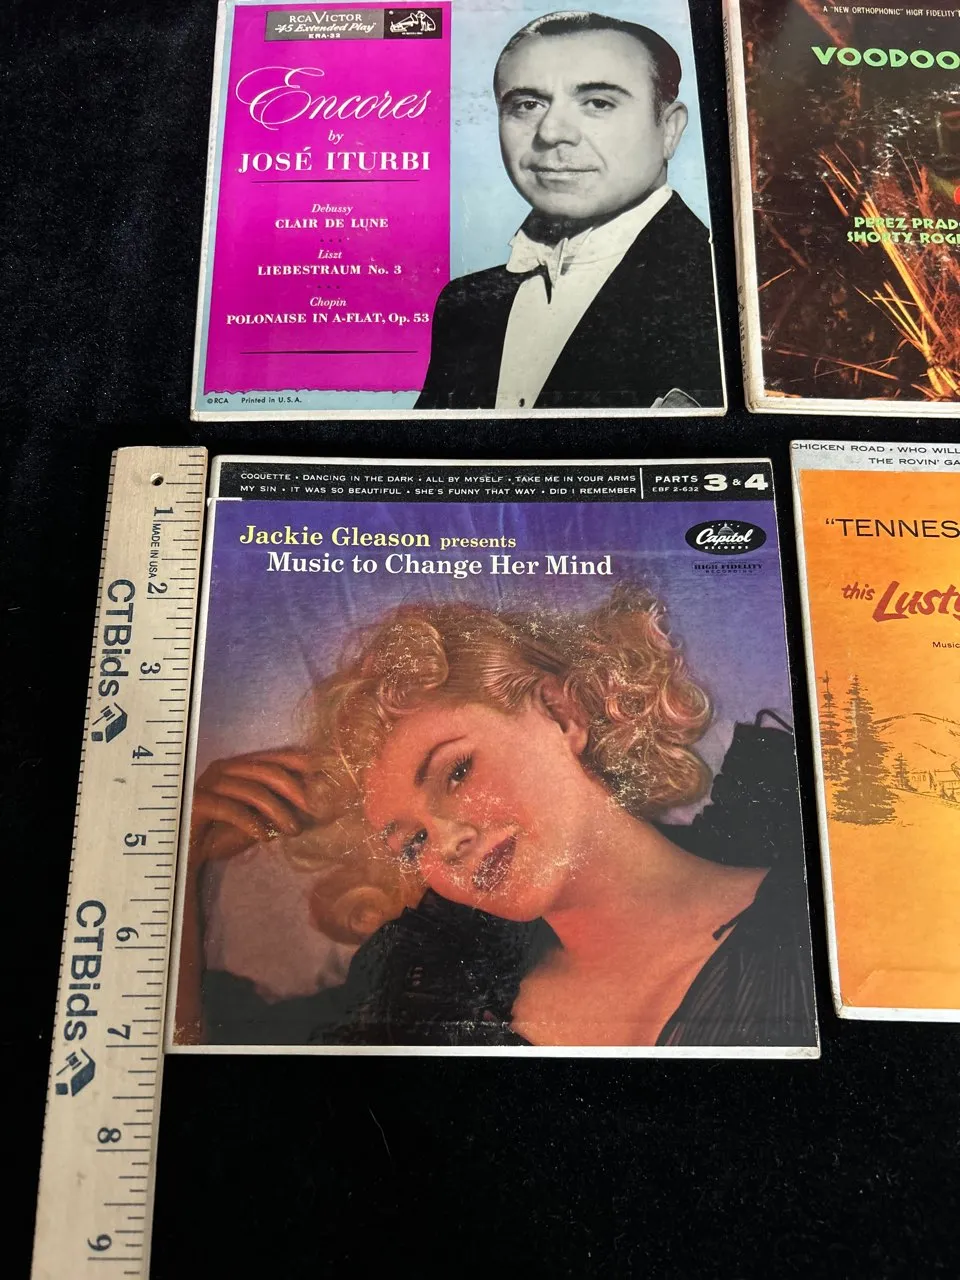 RCA VICTOR
"45 Extended Play"
ERA-22
Encores
by
JOSÉ ITURBI
Debussy
CLAIR DE LUNE
Liszt
LIEBESTRAUM No. 3
Chopin
POLONAISE IN A-FLAT, Op. 53
© RCA Printed in U. S. A.
A "NEW ORTHOPHONIC" HIGH FIDELITY
VOODOO
PEREZ PRAD
SHORTY ROG
COQUETTE • DANCING IN THE DARK • ALL BY MYSELF • TAKE ME IN YOUR ARMS
MY SIN • IT WAS SO BEAUTIFUL • SHE'S FUNNY THAT WAY • DID I REMEMBER
PARTS 3 & 4
EBF 2-632
Jackie Gleason presents
Music to Change Her Mind
Capitol
RECORDS
HIGH FIDELITY
RECORDING
CHICKEN ROAD • WHO WILL
THE ROVIN' GA
"TENNES
this Lusty
Music
1 2 3 4 5 6 7 8 9
MADE IN USA
CTBids
CTBids